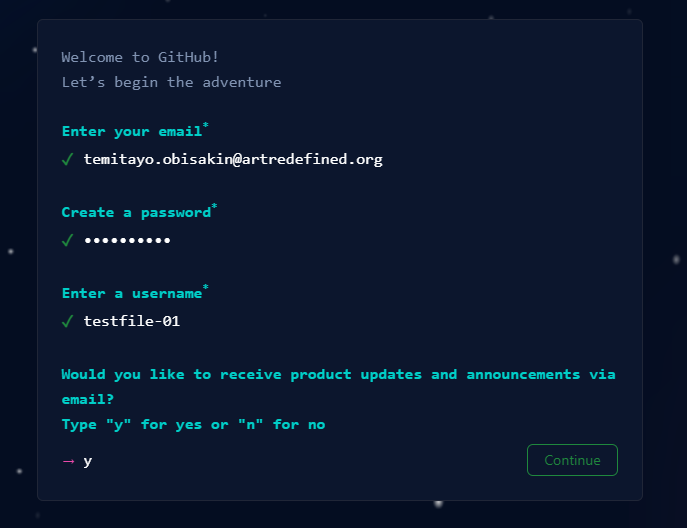 Welcome to GitHub!
Let’s begin the adventure
Enter your email*
✓ temitayo.obisakin@artredefined.org
Create a password*
✓ ••••••••••
Enter a username*
✓ testfile-01
Would you like to receive product updates and announcements via
email?
Type "y" for yes or "n" for no
→ y
Continue